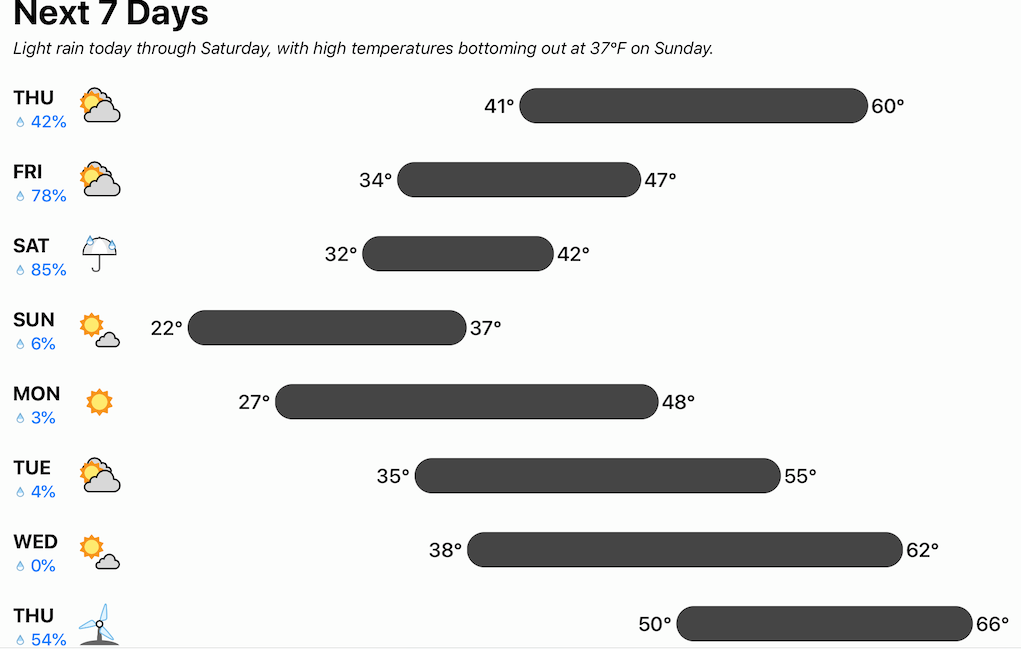 Next 7 Days
Light rain today through Saturday, with high temperatures bottoming out at 37°F on Sunday.
THU
42%
41° 60°
FRI
78%
34° 47°
SAT
85%
32° 42°
SUN
6%
22° 37°
MON
3%
27° 48°
TUE
4%
35° 55°
WED
0%
38° 62°
THU
54%
50° 66°